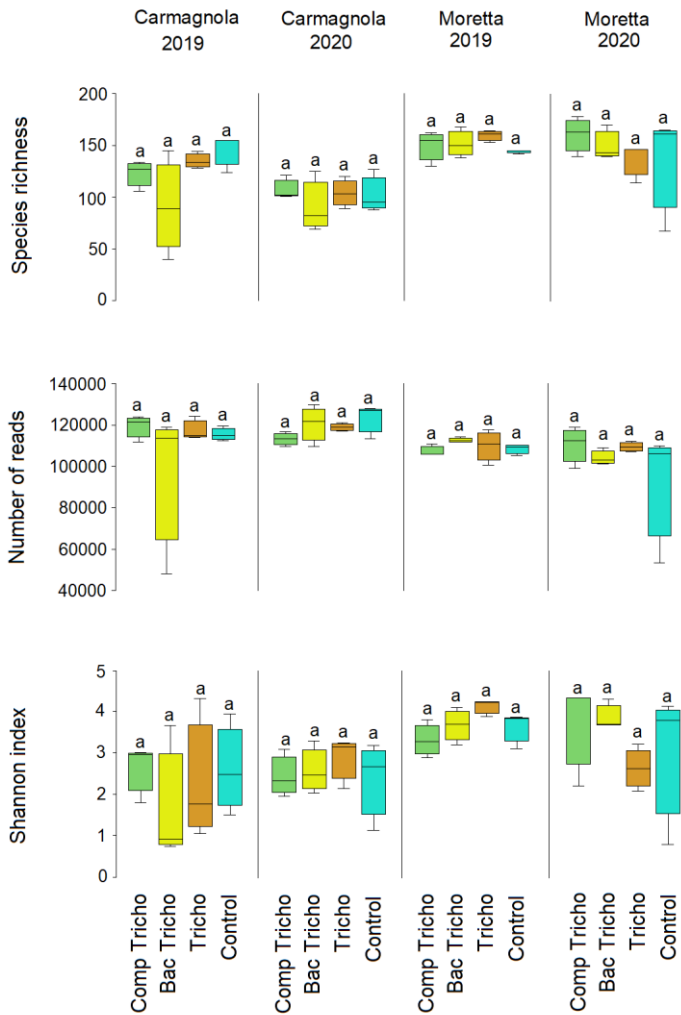 Carmagnola 2019
Carmagnola 2020
Moretta 2019
Moretta 2020
Species richness
200
150
100
50
0
a a a a
a a a a
a a a a
a a a a
Number of reads
140000
120000
100000
80000
60000
40000
a a a a
a a a a
a a a a
a a a a
Shannon index
5
4
3
2
1
0
a a a a
a a a a
a a a a
a a a a
Comp Tricho
Bac Tricho
Tricho
Control
Comp Tricho
Bac Tricho
Tricho
Control
Comp Tricho
Bac Tricho
Tricho
Control
Comp Tricho
Bac Tricho
Tricho
Control